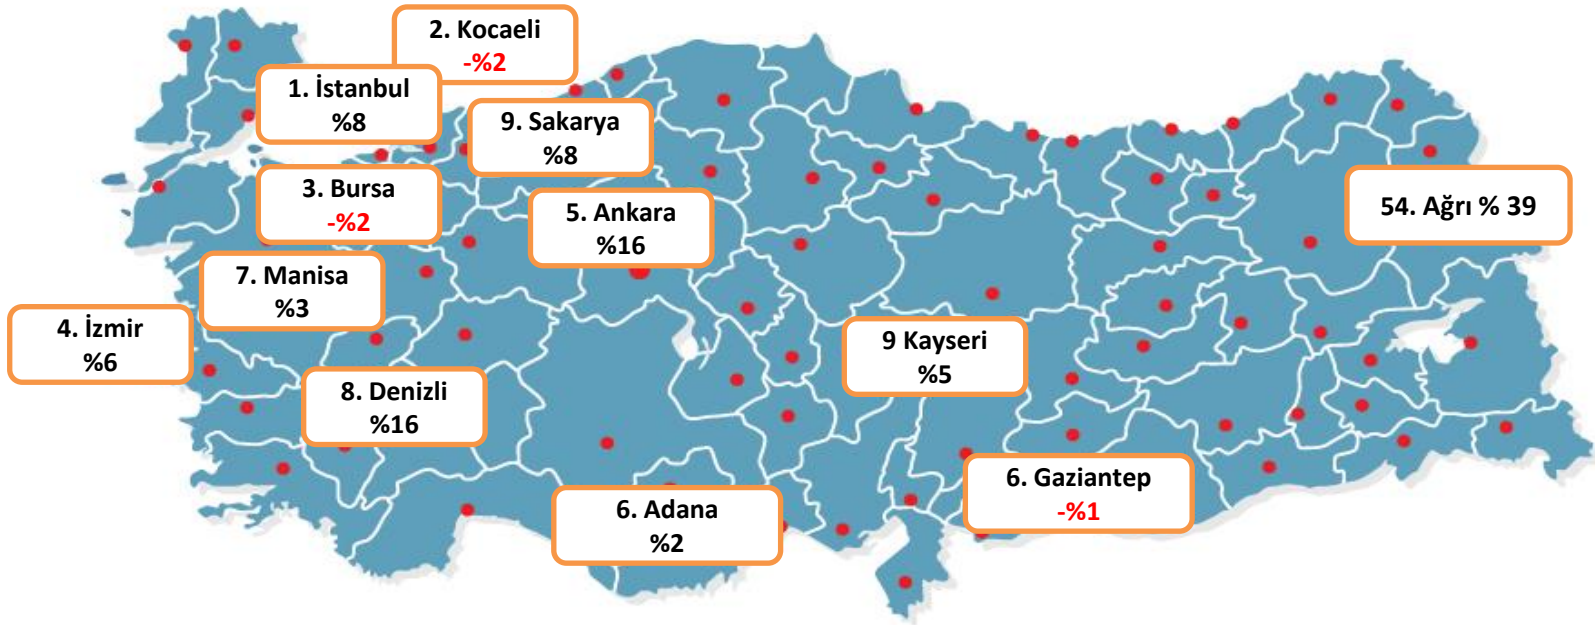 2. Kocaeli
-%2
1. İstanbul
%8
9. Sakarya
%8
3. Bursa
-%2
5. Ankara
%16
54. Ağrı % 39
7. Manisa
%3
4. İzmir
%6
9 Kayseri
%5
8. Denizli
%16
6. Gaziantep
-%1
6. Adana
%2